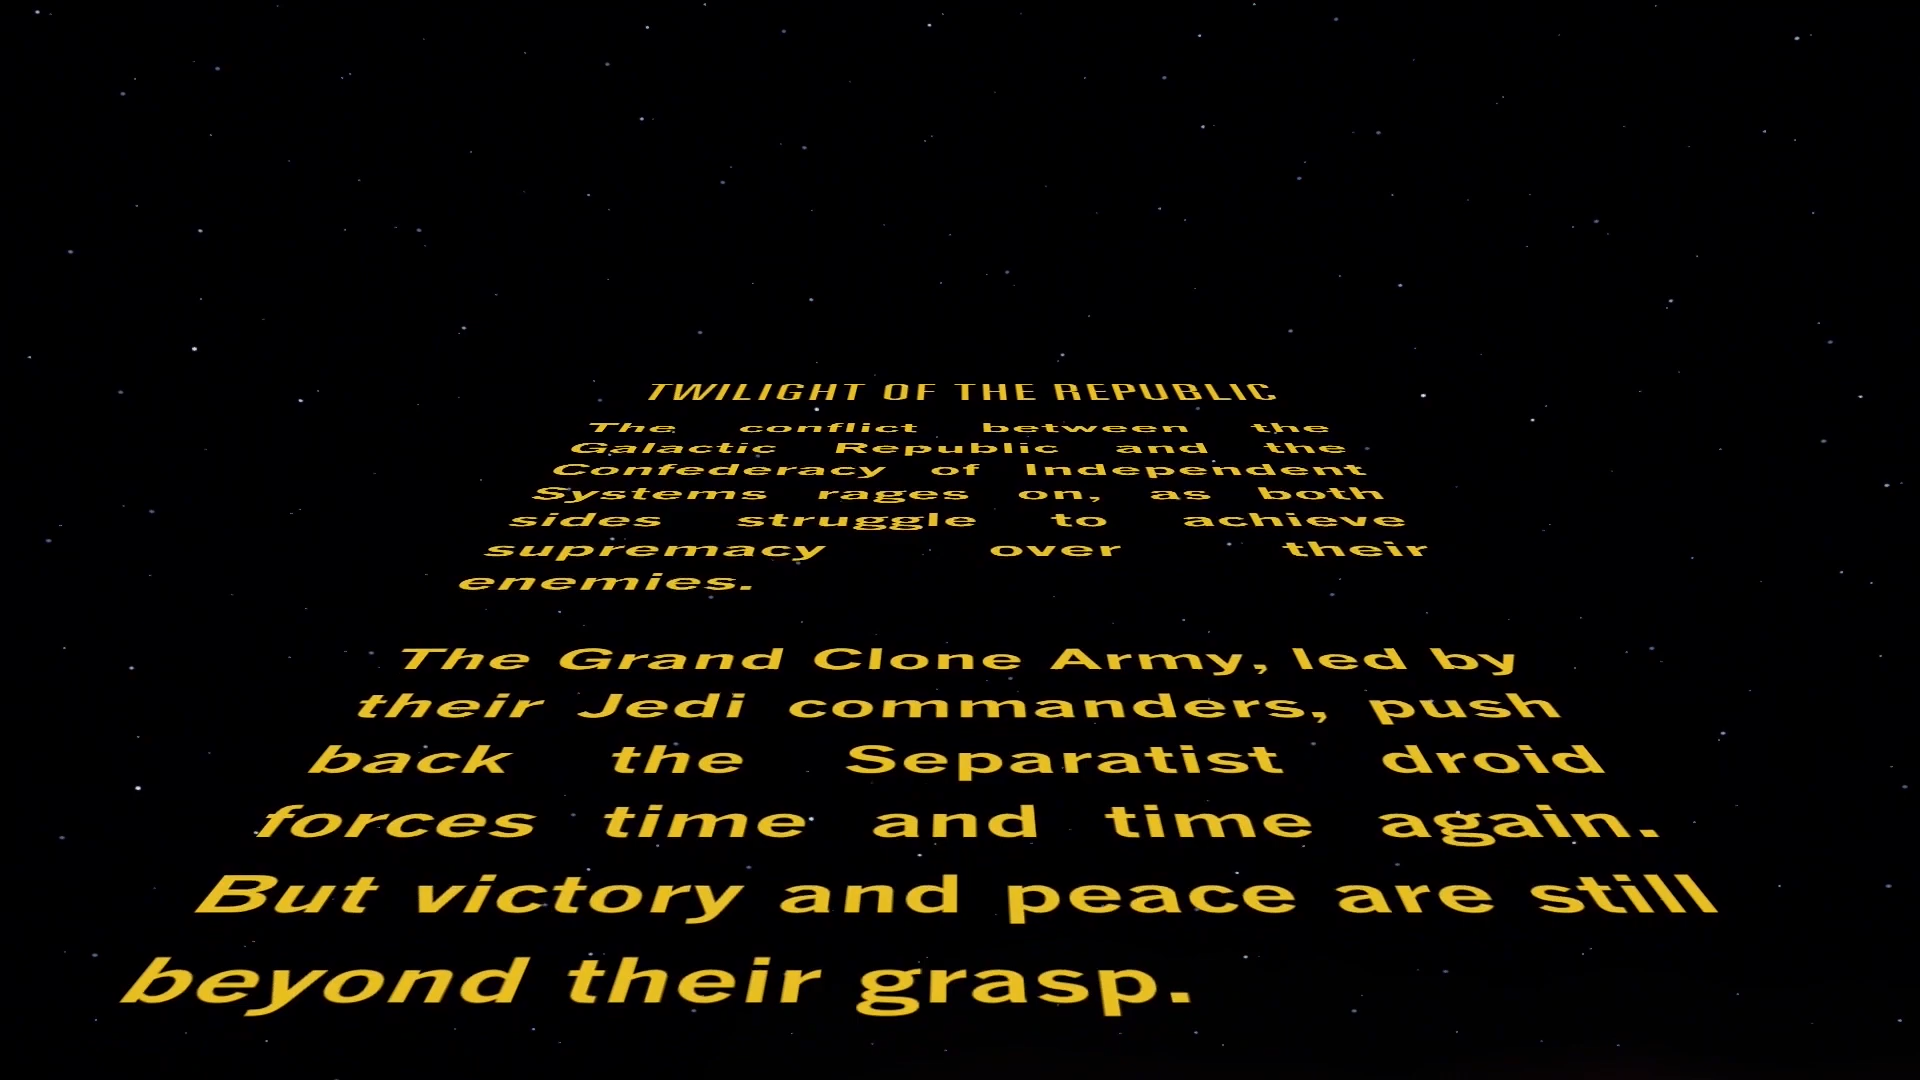 TWILIGHT OF THE REPUBLIC
The conflict between the
Galactic Republic and the
Confederacy of Independent
Systems rages on, as both
sides struggle to achieve
supremacy over their
enemies.
The Grand Clone Army, led by
their Jedi commanders, push
back the Separatist droid
forces time and time again.
But victory and peace are still
beyond their grasp.